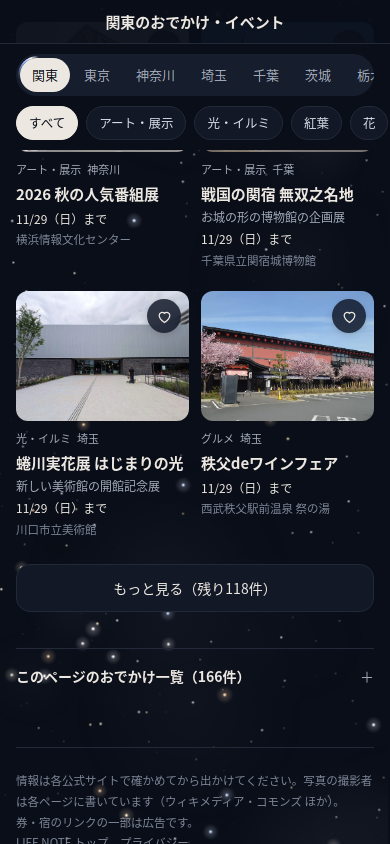 関東のおでかけ・イベント
関東 東京 神奈川 埼玉 千葉 茨城
すべて アート・展示 光・イルミ 紅葉 花
アート・展示 神奈川
2026 秋の人気番組展
11/29（日）まで
横浜情報文化センター
アート・展示 千葉
戦国の関宿 無双之名地
お城の形の博物館の企画展
11/29（日）まで
千葉県立関宿城博物館
光・イルミ 埼玉
蜷川実花展 はじまりの光
新しい美術館の開館記念展
11/29（日）まで
川口市立美術館
グルメ 埼玉
秩父deワインフェア
11/29（日）まで
西武秩父駅前温泉 祭の湯
もっと見る（残り118件）
このページのおでかけ一覧（166件） ＋
情報は各公式サイトで確かめてから出かけてください。写真の撮影者
は各ページに書いています（ウィキメディア・コモンズ ほか）。
券・宿のリンクの一部は広告です。
LIFE NOTE トップ プライバシー